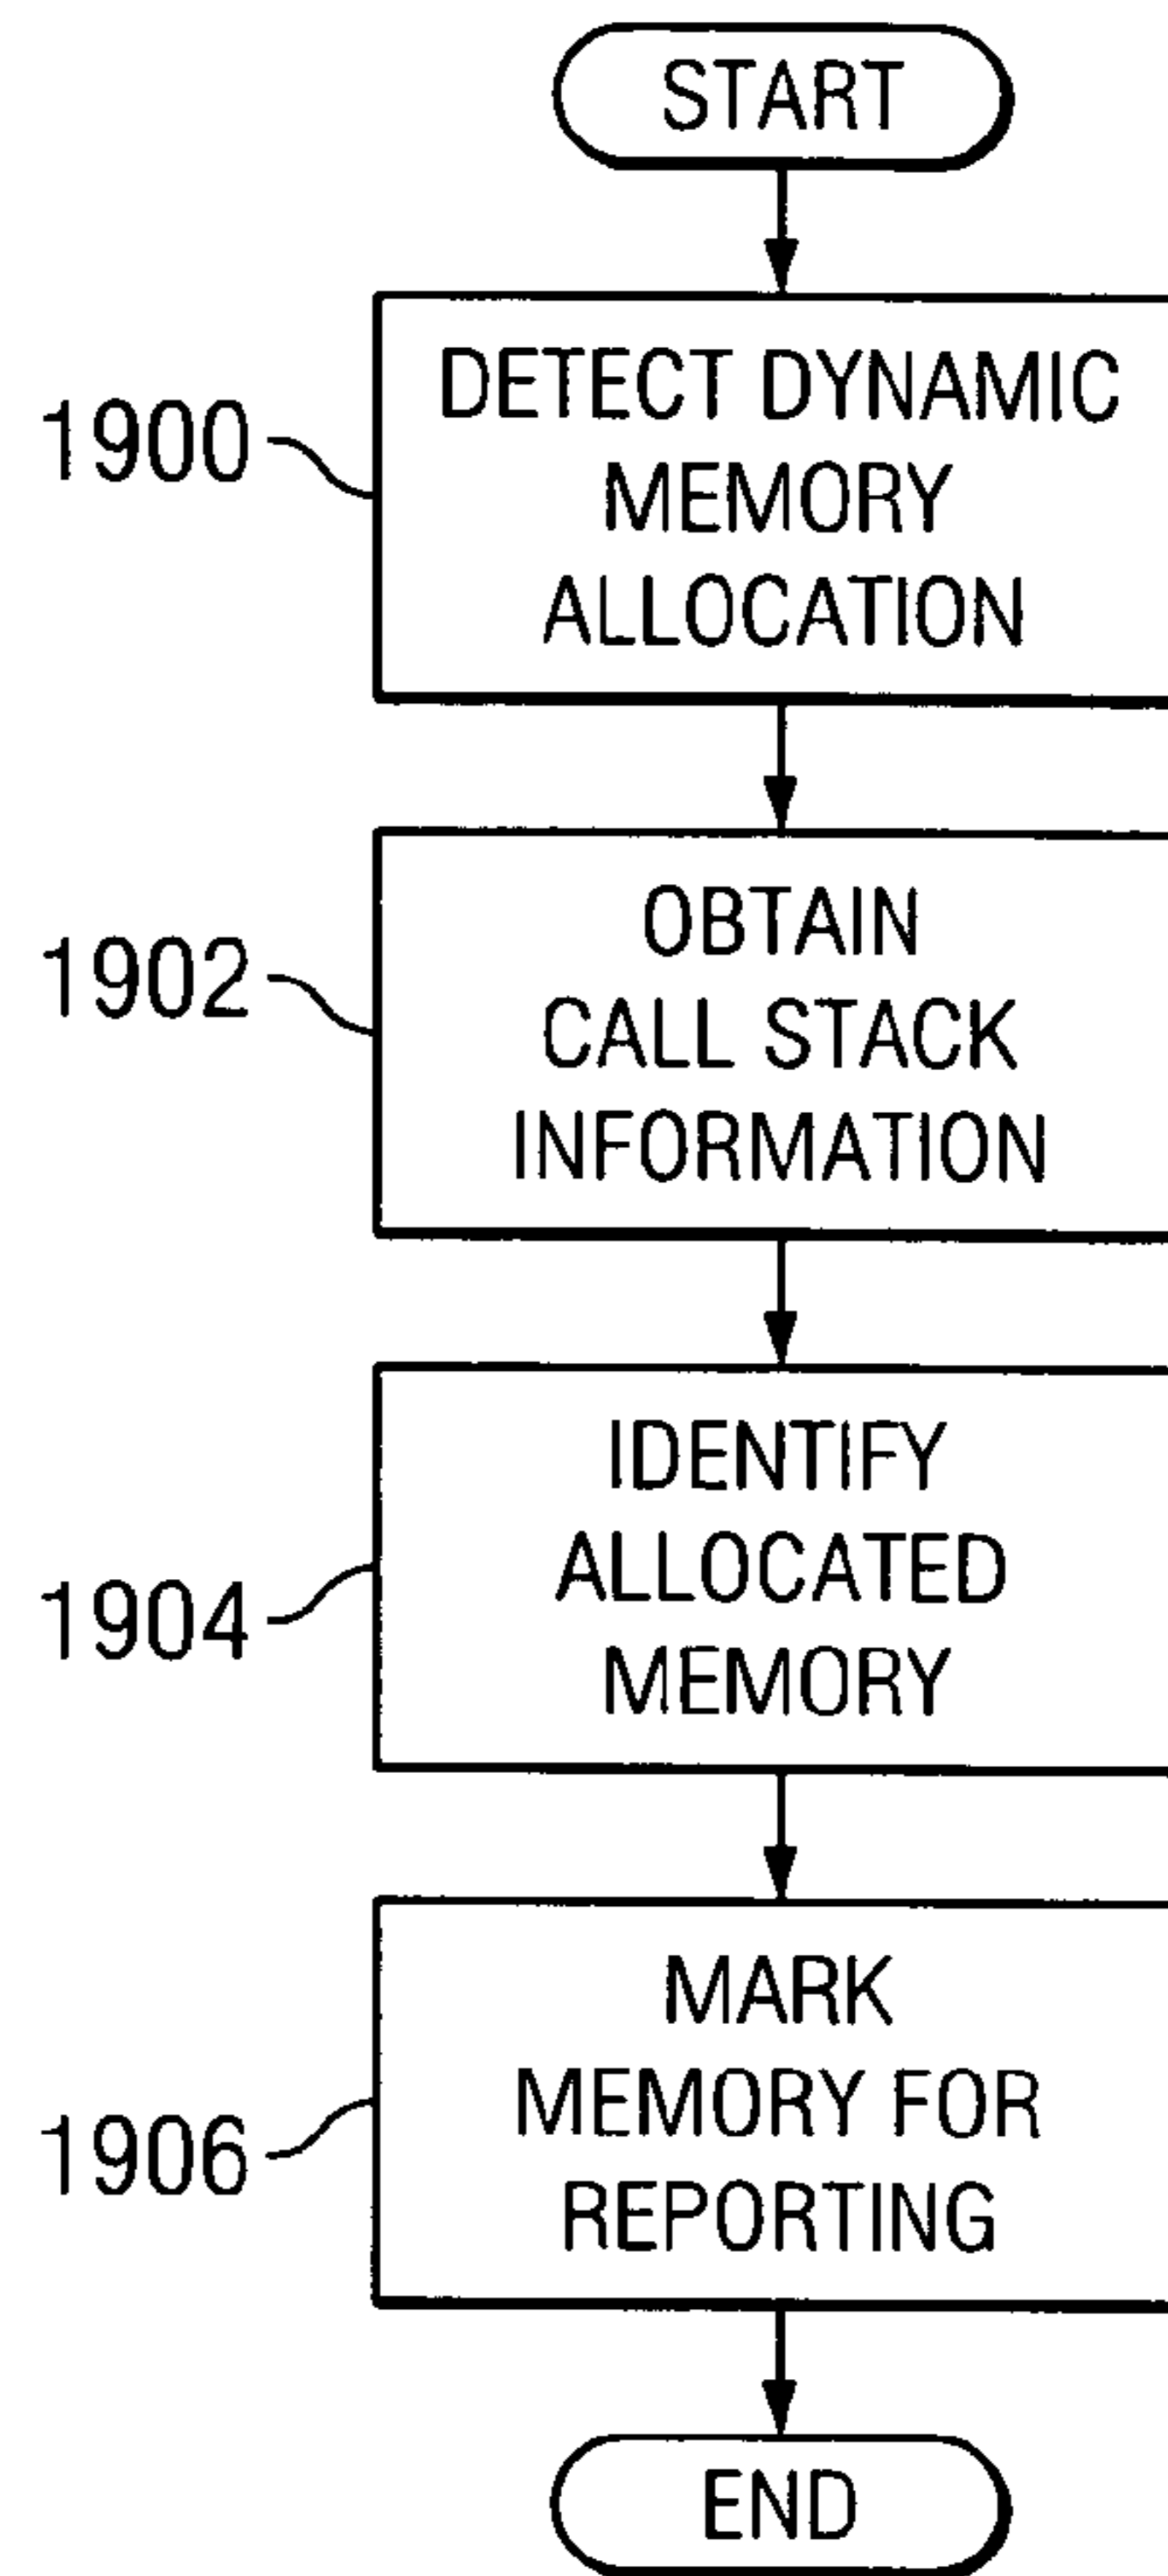 START
1900
DETECT DYNAMIC
MEMORY
ALLOCATION
1902
OBTAIN
CALL STACK
INFORMATION
1904
IDENTIFY
ALLOCATED
MEMORY
1906
MARK
MEMORY FOR
REPORTING
END